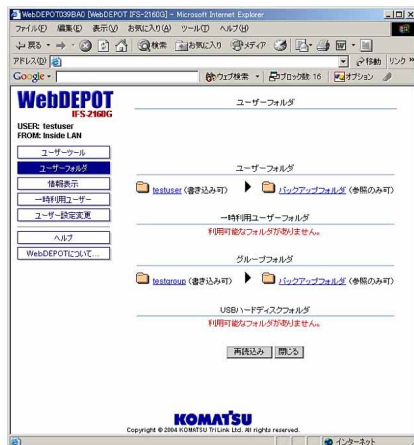 WebDEPOT039BA0 [WebDEPOT IFS-2160G] - Microsoft Internet Explorer
ファイル(F) 編集(E) 表示(V) お気に入り(A) ツール(T) ヘルプ(H)
戻る 検索 お気に入り メディア
アドレス(D) 移動 リンク
Google ウェブ検索 ブロック数: 16 オプション
WebDEPOT
IFS-2160G
USER: testuser
FROM: Inside LAN
ユーザーツール
ユーザーフォルダ
情報表示
一時利用ユーザー
ユーザー設定変更
ヘルプ
WebDEPOTについて...
ユーザーフォルダ
ユーザーフォルダ
testuser (書き込み可) バックアップフォルダ (参照のみ可)
一時利用ユーザーフォルダ
利用可能なフォルダがありません。
グループフォルダ
testgroup (書き込み可) バックアップフォルダ (参照のみ可)
USBハードディスクフォルダ
利用可能なフォルダがありません。
再読込み 閉じる
KOMATSU
Copyright © 2004 KOMATSU TriLink Ltd. All rights reserved.
インターネット